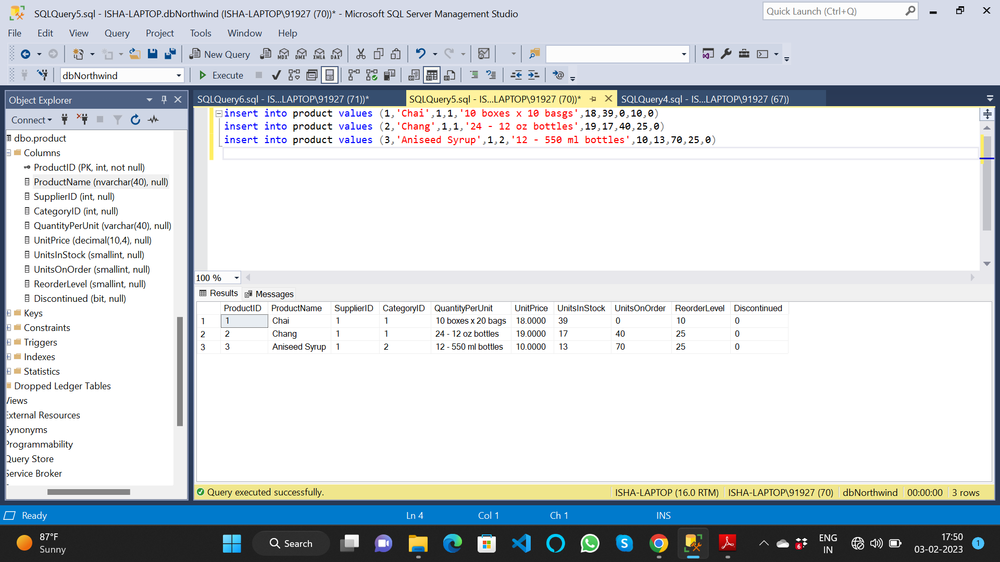 SQLQuery5.sql - ISHA-LAPTOP.dbNorthwind (ISHA-LAPTOP\91927 (70))* - Microsoft SQL Server Management Studio
Quick Launch (Ctrl+Q)
File Edit View Query Project Tools Window Help
New Query MDX DMX XMLA DAX
dbNorthwind Execute
Object Explorer
Connect
dbo.product
Columns
ProductID (PK, int, not null)
ProductName (nvarchar(40), null)
SupplierID (int, null)
CategoryID (int, null)
QuantityPerUnit (varchar(40), null)
UnitPrice (decimal(10,4), null)
UnitsInStock (smallint, null)
UnitsOnOrder (smallint, null)
ReorderLevel (smallint, null)
Discontinued (bit, null)
Keys
Constraints
Triggers
Indexes
Statistics
Dropped Ledger Tables
Views
External Resources
Synonyms
Programmability
Query Store
Service Broker
SQLQuery6.sql - IS...LAPTOP\91927 (71))* SQLQuery5.sql - IS...LAPTOP\91927 (70))* SQLQuery4.sql - IS...LAPTOP\91927 (67))
insert into product values (1,'Chai',1,1,'10 boxes x 10 basgs',18,39,0,10,0)
insert into product values (2,'Chang',1,1,'24 - 12 oz bottles',19,17,40,25,0)
insert into product values (3,'Aniseed Syrup',1,2,'12 - 550 ml bottles',10,13,70,25,0)
100 %
Results Messages
ProductID ProductName SupplierID CategoryID QuantityPerUnit UnitPrice UnitsInStock UnitsOnOrder ReorderLevel Discontinued
1 1 Chai 1 1 10 boxes x 20 bags 18.0000 39 0 10 0
2 2 Chang 1 1 24 - 12 oz bottles 19.0000 17 40 25 0
3 3 Aniseed Syrup 1 2 12 - 550 ml bottles 10.0000 13 70 25 0
Query executed successfully. ISHA-LAPTOP (16.0 RTM) ISHA-LAPTOP\91927 (70) dbNorthwind 00:00:00 3 rows
Ready Ln 4 Col 1 Ch 1 INS
87°F
Sunny
Search
6
ENG
IN
17:50
03-02-2023
1